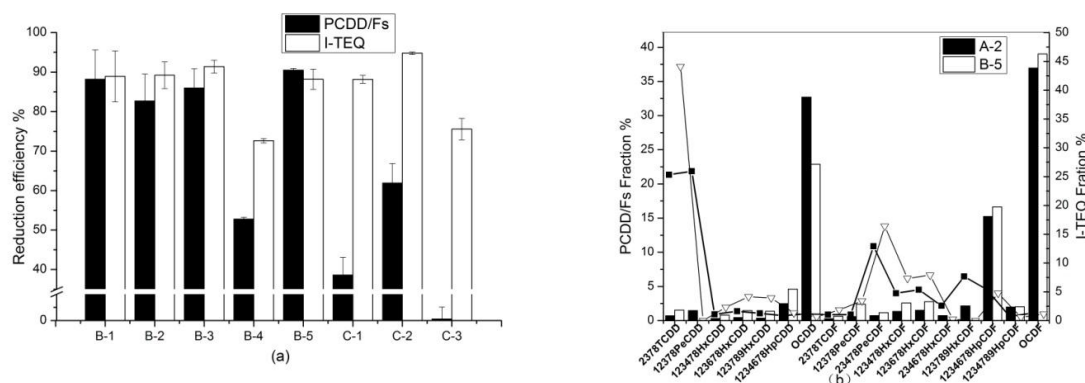 PCDD/Fs
I-TEQ
Reduction efficiency %
100
90
80
70
60
50
40
0
B-1 B-2 B-3 B-4 B-5 C-1 C-2 C-3
(a)
A-2
B-5
PCDD/Fs Fraction %
40
35
30
25
20
15
10
5
0
I-TEQ Fration %
50
45
40
35
30
25
20
15
10
5
0
2378TCDD
12378PeCDD
123478HxCDD
123678HxCDD
123789HxCDD
1234678HpCDD
OCDD
2378TCDF
12378PeCDF
23478PeCDF
123478HxCDF
123678HxCDF
234678HxCDF
123789HxCDF
1234678HpCDF
1234789HpCDF
OCDF
(b)